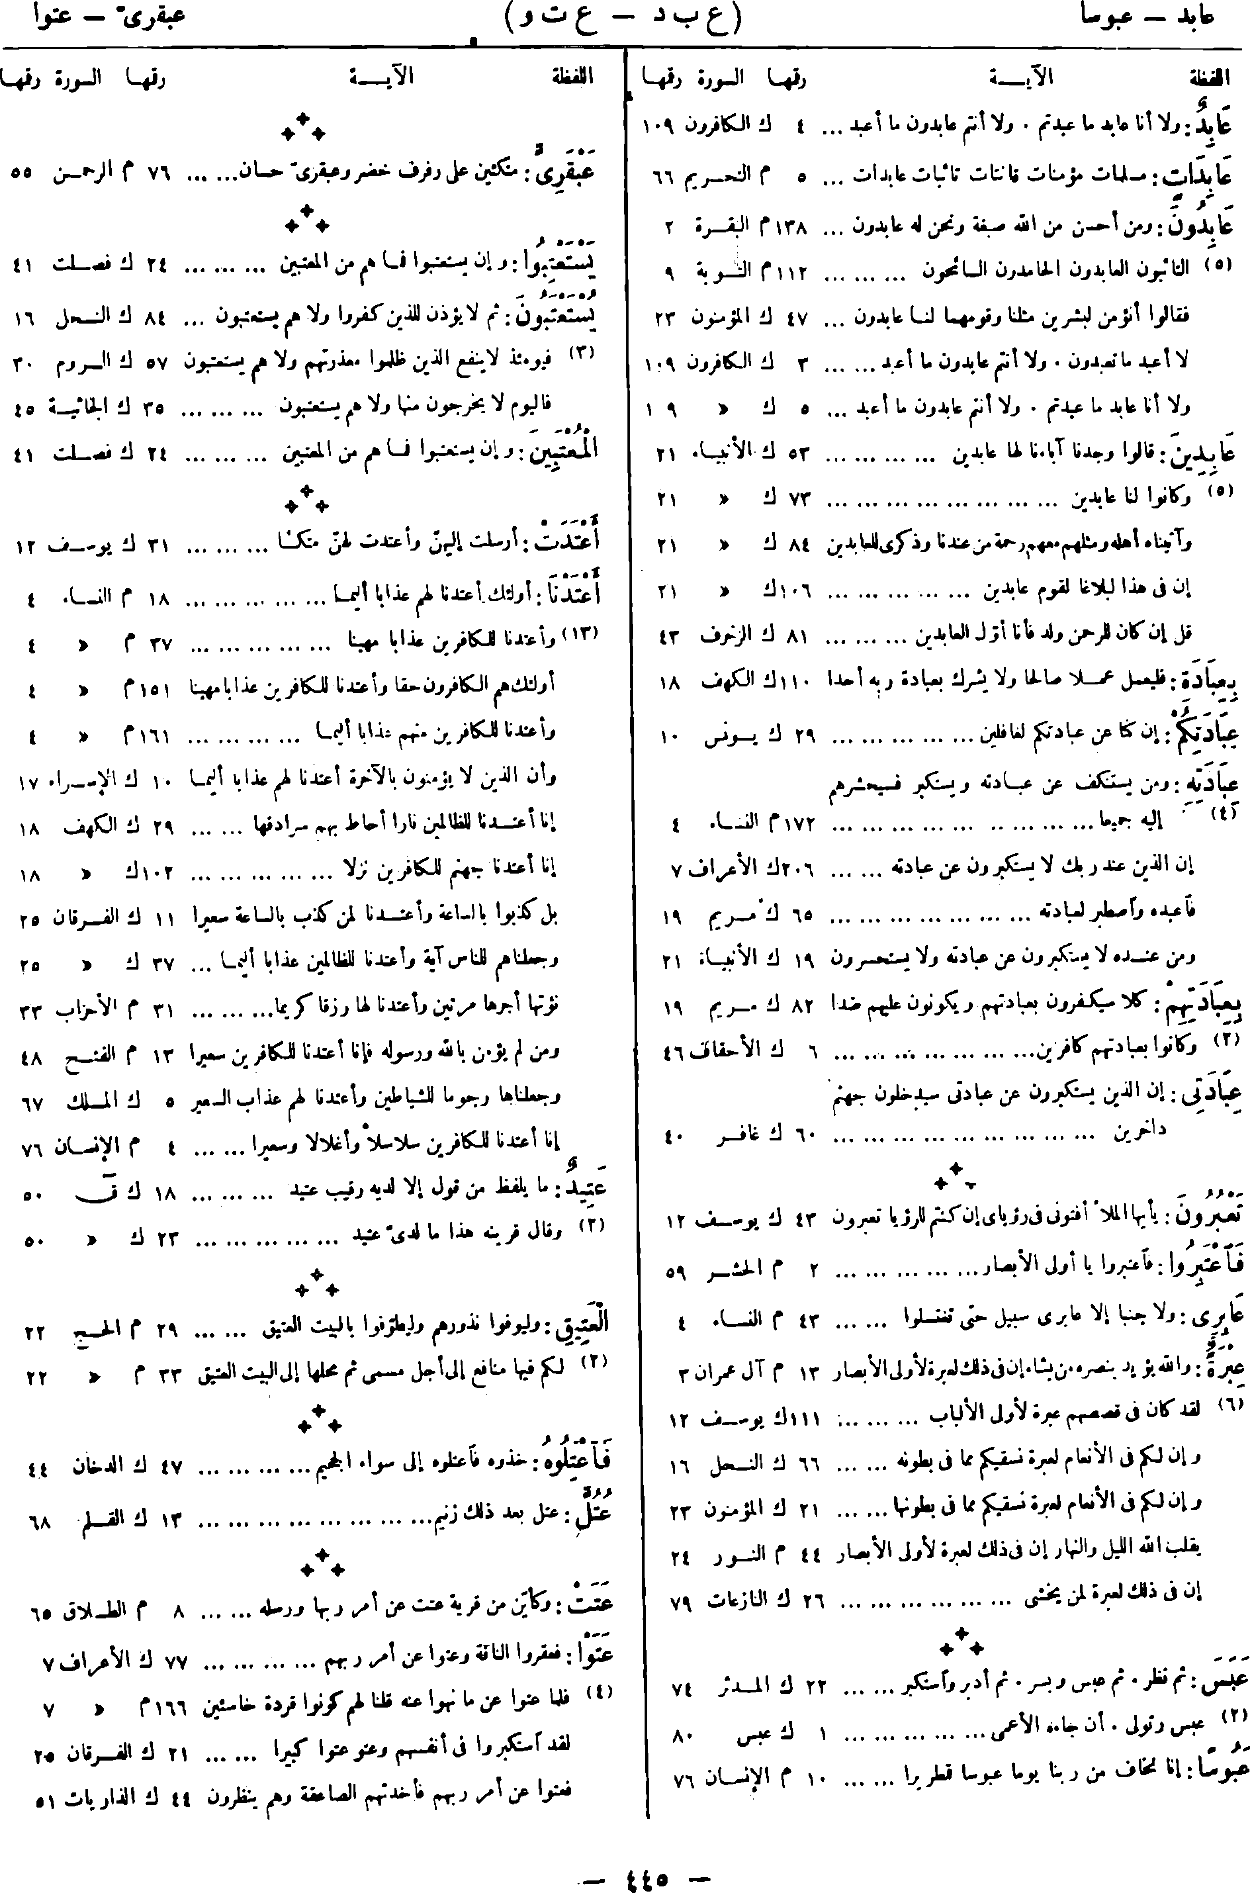 عابد — عبوسا (ع ب د — ع ت و) عبقرى — عتوا
اللفظة الآيــة رقمها السورة رقمها
عَابِدٌ : ولا أنا عابد ما عبدتم ٠ ولا أنتم عابدون ما أعبد ... ٤ ك الكافرون ١٠٩
عَابِدَاتٍ : مسلمات مؤمنات قانتات تائبات عابدات ... ٥ م التحريم ٦٦
عَابِدُونَ : ومن أحسن من الله صبغة ونحن له عابدون ... ١٣٨ م البقرة ٢
(٥) التائبون العابدون الحامدون السائحون ... ... ... ١١٢ م التوبة ٩
فقالوا أنؤمن لبشرين مثلنا وقومهما لنا عابدون ... ٤٧ ك المؤمنون ٢٣
لا أعبد ما تعبدون ٠ ولا أنتم عابدون ما أعبد ... ... ٣ ك الكافرون ١٠٩
ولا أنا عابد ما عبدتم ٠ ولا أنتم عابدون ما أعبد ... ٥ ك » ١٠٩
عَابِدِينَ : قالوا وجدنا آباءنا لها عابدين ... ... ... ... ٥٣ ك الأنبياء ٢١
(٥) وكانوا لنا عابدين ... ... ... ... ... ... ... ٧٣ ك » ٢١
وآتيناه أهله ومثلهم معهم رحمة من عندنا وذكرى للعابدين ٨٤ ك » ٢١
إن فى هذا لبلاغا لقوم عابدين ... ... ... ... ... ١٠٦ ك » ٢١
قل إن كان للرحمن ولد فأنا أوّل العابدين ... ... ... ٨١ ك الزخرف ٤٣
بِعِبَادَةِ : فليعمل عملا صالحا ولا يشرك بعبادة ربه أحدا ١١٠ ك الكهف ١٨
عِبَادَتِكُمْ : إن كنا عن عبادتكم لغافلين ... ... ... ... ... ٢٩ ك يونس ١٠
عِبَادَتِهِ : ومن يستنكف عن عبادته ويستكبر فسيحشرهم
(٤) إليه جميعا ... ... ... ... ... ... ... ... ١٧٢ م النساء ٤
إن الذين عند ربك لا يستكبرون عن عبادته ... ... ٢٠٦ ك الأعراف ٧
فآعبده وآصطبر لعبادته ... ... ... ... ... ... ... ٦٥ ك مريم ١٩
ومن عنده لا يستكبرون عن عبادته ولا يستحسرون ١٩ ك الأنبياء ٢١
بِعِبَادَتِهِمْ : كلا سيكفرون بعبادتهم ويكونون عليهم ضدا ٨٢ ك مريم ١٩
(٢) وكانوا بعبادتهم كافرين ... ... ... ... ... ... ... ٦ ك الأحقاف ٤٦
عِبَادَتِى : إن الذين يستكبرون عن عبادتى سيدخلون جهنم
داخرين ... ... ... ... ... ... ... ... ... ٦٠ ك غافر ٤٠
تَعْبُرُونَ : يأيها الملأ أفتونى فى رؤياى إن كنتم للرؤيا تعبرون ٤٣ ك يوسف ١٢
فَآعْتَبِرُوا : فآعتبروا يا أولى الأبصار ... ... ... ... ... ٢ م الحشر ٥٩
عَابِرِى : ولا جنبا إلا عابرى سبيل حتى تغتسلوا ... ... ٤٣ م النساء ٤
عِبْرَةً : والله يؤيد بنصره من يشاء إن فى ذلك لعبرة لأولى الأبصار ١٣ م آل عمران ٣
(٦) لقد كان فى قصصهم عبرة لأولى الألباب ... ... ... ١١١ ك يوسف ١٢
وإن لكم فى الأنعام لعبرة نسقيكم مما فى بطونه ... ... ٦٦ ك النحل ١٦
وإن لكم فى الأنعام لعبرة نسقيكم مما فى بطونها ... ... ٢١ ك المؤمنون ٢٣
يقلب الله الليل والنهار إن فى ذلك لعبرة لأولى الأبصار ٤٤ م النور ٢٤
إن فى ذلك لعبرة لمن يخشى ... ... ... ... ... ... ٢٦ ك النازعات ٧٩
عَبَسَ : ثم نظر ٠ ثم عبس وبسر ٠ ثم أدبر وآستكبر ... ... ٢٢ ك المدثر ٧٤
(٢) عبس وتولى ٠ أن جاءه الأعمى ... ... ... ... ... ١ ك عبس ٨٠
عَبُوسًا : إنا نخاف من ربنا يوما عبوسا قمطريرا ... ... ١٠ م الإنسان ٧٦
اللفظة الآيــة رقمها السورة رقمها
عَبْقَرِىٍّ : متكئين على رفرف خضر وعبقرىّ حسان ... ... ٧٦ م الرحمن ٥٥
يَسْتَعْتِبُوا : وإن يستعتبوا فما هم من المعتبين ... ... ... ٢٤ ك فصلت ٤١
يُسْتَعْتَبُونَ : ثم لا يؤذن للذين كفروا ولا هم يستعتبون ... ٨٤ ك النحل ١٦
(٣) فيومئذ لا ينفع الذين ظلموا معذرتهم ولا هم يستعتبون ٥٧ ك الروم ٣٠
فاليوم لا يخرجون منها ولا هم يستعتبون ... ... ... ٣٥ ك الجاثية ٤٥
الْمُعْتَبِينَ : وإن يستعتبوا فما هم من المعتبين ... ... ... ٢٤ ك فصلت ٤١
أَعْتَدَتْ : أرسلت إليهنّ وأعتدت لهنّ متكئا ... ... ... ٣١ ك يوسف ١٢
أَعْتَدْنَا : أولئك أعتدنا لهم عذابا أليما ... ... ... ... ... ١٨ م النساء ٤
(١٣) وأعتدنا للكافرين عذابا مهينا ... ... ... ... ... ٣٧ م » ٤
أولئك هم الكافرون حقا وأعتدنا للكافرين عذابا مهينا ١٥١ م » ٤
وأعتدنا للكافرين منهم عذابا أليما ... ... ... ... ١٦١ م » ٤
وأن الذين لا يؤمنون بالآخرة أعتدنا لهم عذابا أليما ١٠ ك الإسراء ١٧
إنا أعتدنا للظالمين نارا أحاط بهم سرادقها ... ... ٢٩ ك الكهف ١٨
إنا أعتدنا جهنم للكافرين نزلا ... ... ... ... ... ١٠٢ ك » ١٨
بل كذبوا بالساعة وأعتدنا لمن كذب بالساعة سعيرا ١١ ك الفرقان ٢٥
وجعلناهم للناس آية وأعتدنا للظالمين عذابا أليما ... ٣٧ ك » ٢٥
نؤتها أجرها مرتين وأعتدنا لها رزقا كريما ... ... ... ٣١ م الأحزاب ٣٣
ومن لم يؤمن بالله ورسوله فإنا أعتدنا للكافرين سعيرا ١٣ م الفتح ٤٨
وجعلناها رجوما للشياطين وأعتدنا لهم عذاب السعير ٥ ك الملك ٦٧
إنا أعتدنا للكافرين سلاسلا وأغلالا وسعيرا ... ... ٤ م الإنسان ٧٦
عَتِيدٌ : ما يلفظ من قول إلا لديه رقيب عتيد ... ... ... ١٨ ك قۤ ٥٠
(٢) وقال قرينه هذا ما لدىّ عتيد ... ... ... ... ... ٢٣ ك » ٥٠
الْعَتِيقِ : وليوفوا نذورهم وليطوّفوا بالبيت العتيق ... ... ٢٩ م الحج ٢٢
(٢) لكم فيها منافع إلى أجل مسمى ثم محلها إلى البيت العتيق ٣٣ م » ٢٢
فَآعْتِلُوهُ : خذوه فآعتلوه إلى سواء الجحيم ... ... ... ... ٤٧ ك الدخان ٤٤
عُتُلٍّ : عتل بعد ذلك زنيم ... ... ... ... ... ... ... ... ١٣ ك القلم ٦٨
عَتَتْ : وكأيّن من قرية عتت عن أمر ربها ورسله ... ... ٨ م الطلاق ٦٥
عَتَوْا : فعقروا الناقة وعتوا عن أمر ربهم ... ... ... ... ٧٧ ك الأعراف ٧
(٤) فلما عتوا عن ما نهوا عنه قلنا لهم كونوا قردة خاسئين ١٦٦ م » ٧
لقد آستكبروا فى أنفسهم وعتو عتوا كبيرا ... ... ٢١ ك الفرقان ٢٥
فعتوا عن أمر ربهم فأخذتهم الصاعقة وهم ينظرون ٤٤ ك الذاريات ٥١
— ٤٤٥ —